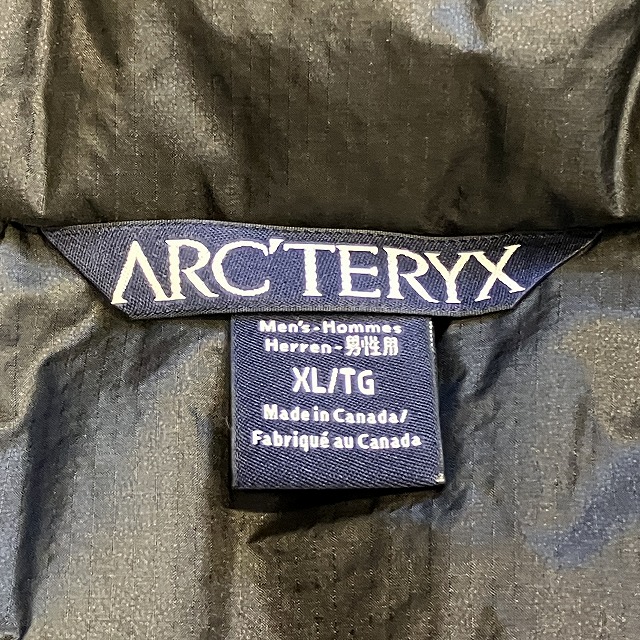 ARC'TERYX
Men's-Hommes
Herren-男性用
XL/TG
Made in Canada/
Fabriqué au Canada